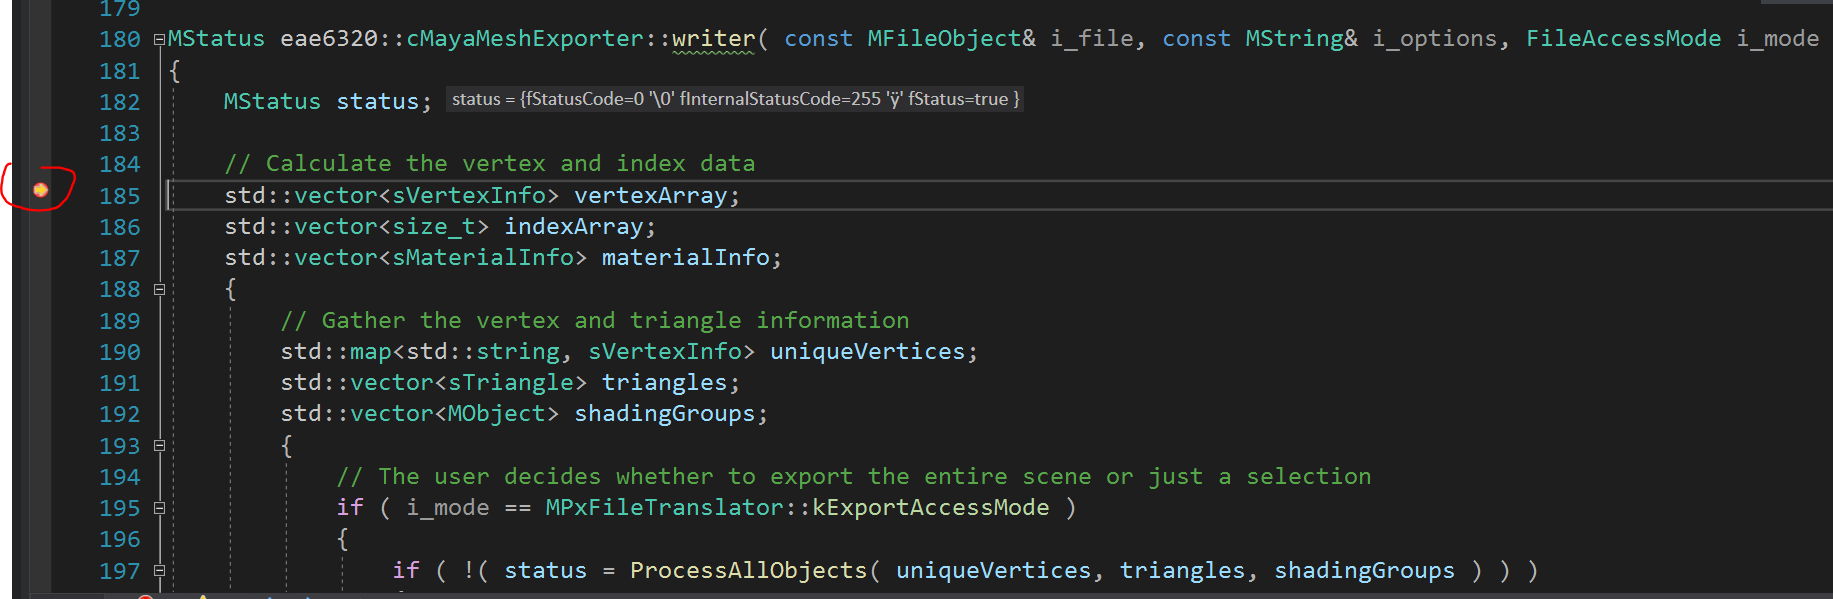 179
180 MStatus eae6320::cMayaMeshExporter::writer( const MFileObject& i_file, const MString& i_options, FileAccessMode i_mode
181 {
182 MStatus status; status = {fStatusCode=0 '\0' fInternalStatusCode=255 'ÿ' fStatus=true }
183
184 // Calculate the vertex and index data
185 std::vector<sVertexInfo> vertexArray;
186 std::vector<size_t> indexArray;
187 std::vector<sMaterialInfo> materialInfo;
188 {
189 // Gather the vertex and triangle information
190 std::map<std::string, sVertexInfo> uniqueVertices;
191 std::vector<sTriangle> triangles;
192 std::vector<MObject> shadingGroups;
193 {
194 // The user decides whether to export the entire scene or just a selection
195 if ( i_mode == MPxFileTranslator::kExportAccessMode )
196 {
197 if ( !( status = ProcessAllObjects( uniqueVertices, triangles, shadingGroups ) ) )